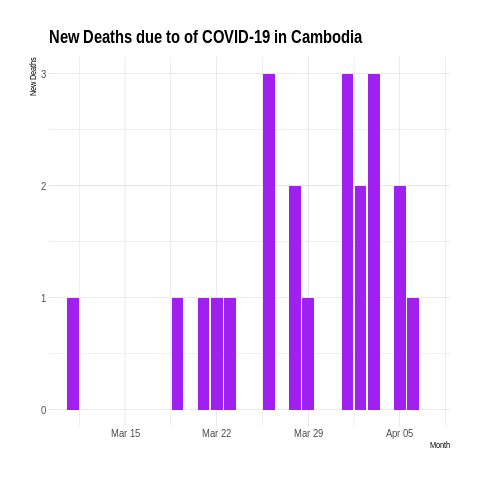 New Deaths due to of COVID-19 in Cambodia
New Deaths
3
2
1
0
Mar 15 Mar 22 Mar 29 Apr 05
Month